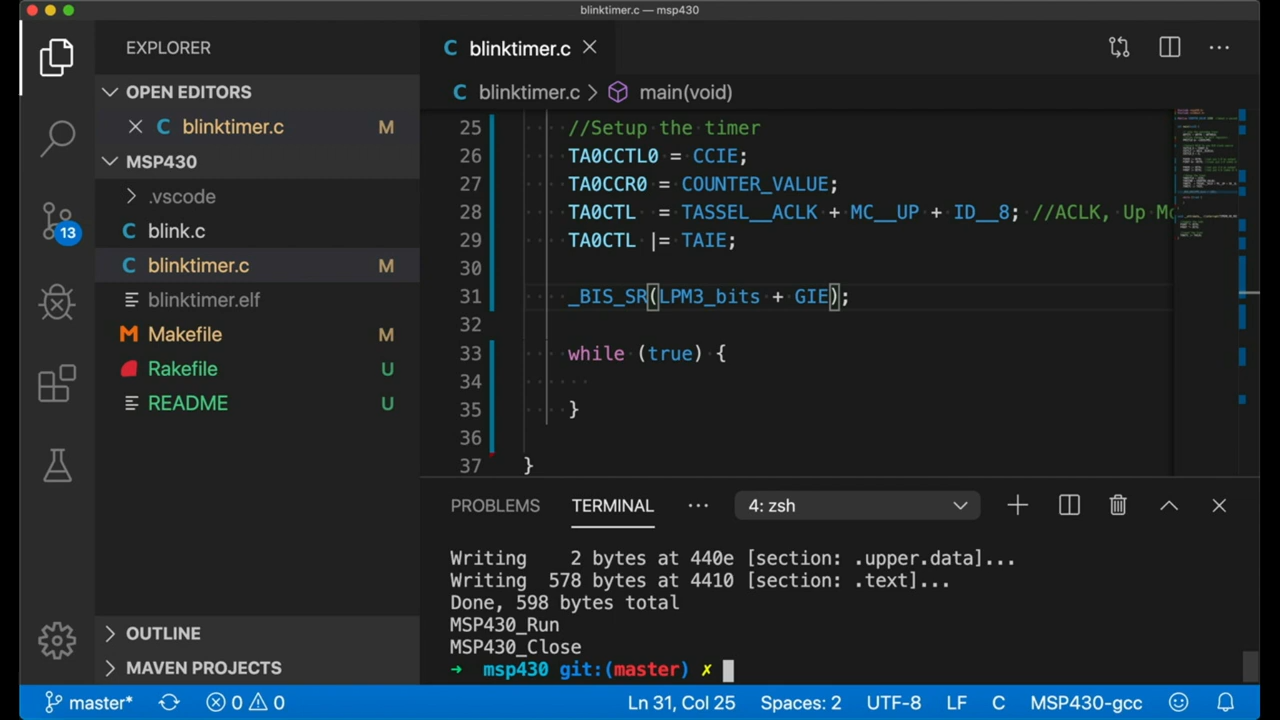 blinktimer.c — msp430
EXPLORER
OPEN EDITORS
blinktimer.c M
MSP430
.vscode
blink.c
blinktimer.c M
blinktimer.elf
Makefile M
Rakefile U
README U
OUTLINE
MAVEN PROJECTS
13
blinktimer.c
blinktimer.c > main(void)
25 //Setup the timer
26 TA0CCTL0 = CCIE;
27 TA0CCR0 = COUNTER_VALUE;
28 TA0CTL = TASSEL__ACLK + MC__UP + ID__8; //ACLK, Up Mo
29 TA0CTL |= TAIE;
30
31 _BIS_SR(LPM3_bits + GIE);
32
33 while (true) {
34
35 }
36
37 }
PROBLEMS TERMINAL ··· 4: zsh
Writing 2 bytes at 440e [section: .upper.data]...
Writing 578 bytes at 4410 [section: .text]...
Done, 598 bytes total
MSP430_Run
MSP430_Close
→ msp430 git:(master) ✗
master* 0 0 Ln 31, Col 25 Spaces: 2 UTF-8 LF C MSP430-gcc